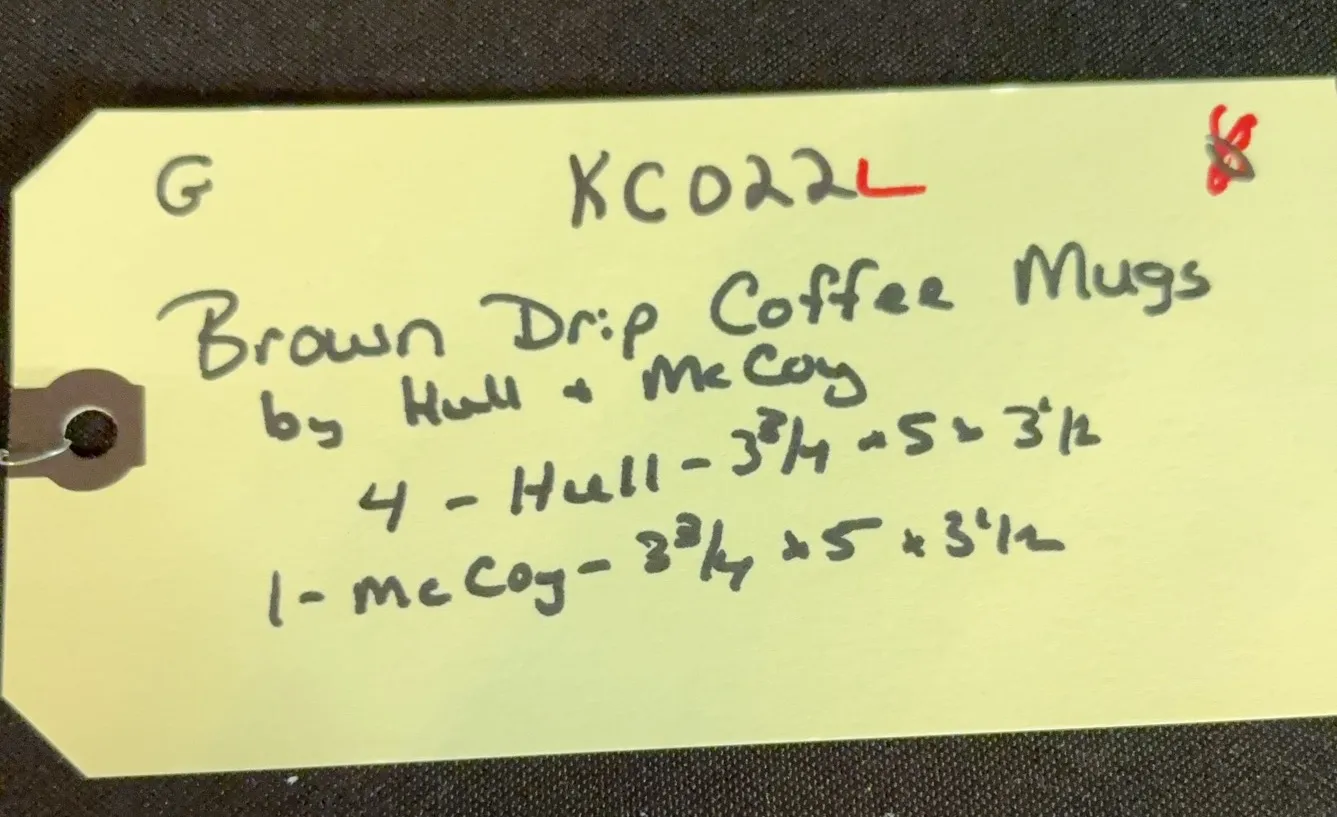 G KC022L
Brown Drip Coffee Mugs
by Hull + McCoy
4 - Hull - 3 3/4 x 5 x 3 1/2
1 - McCoy - 3 3/4 x 5 x 3 1/2